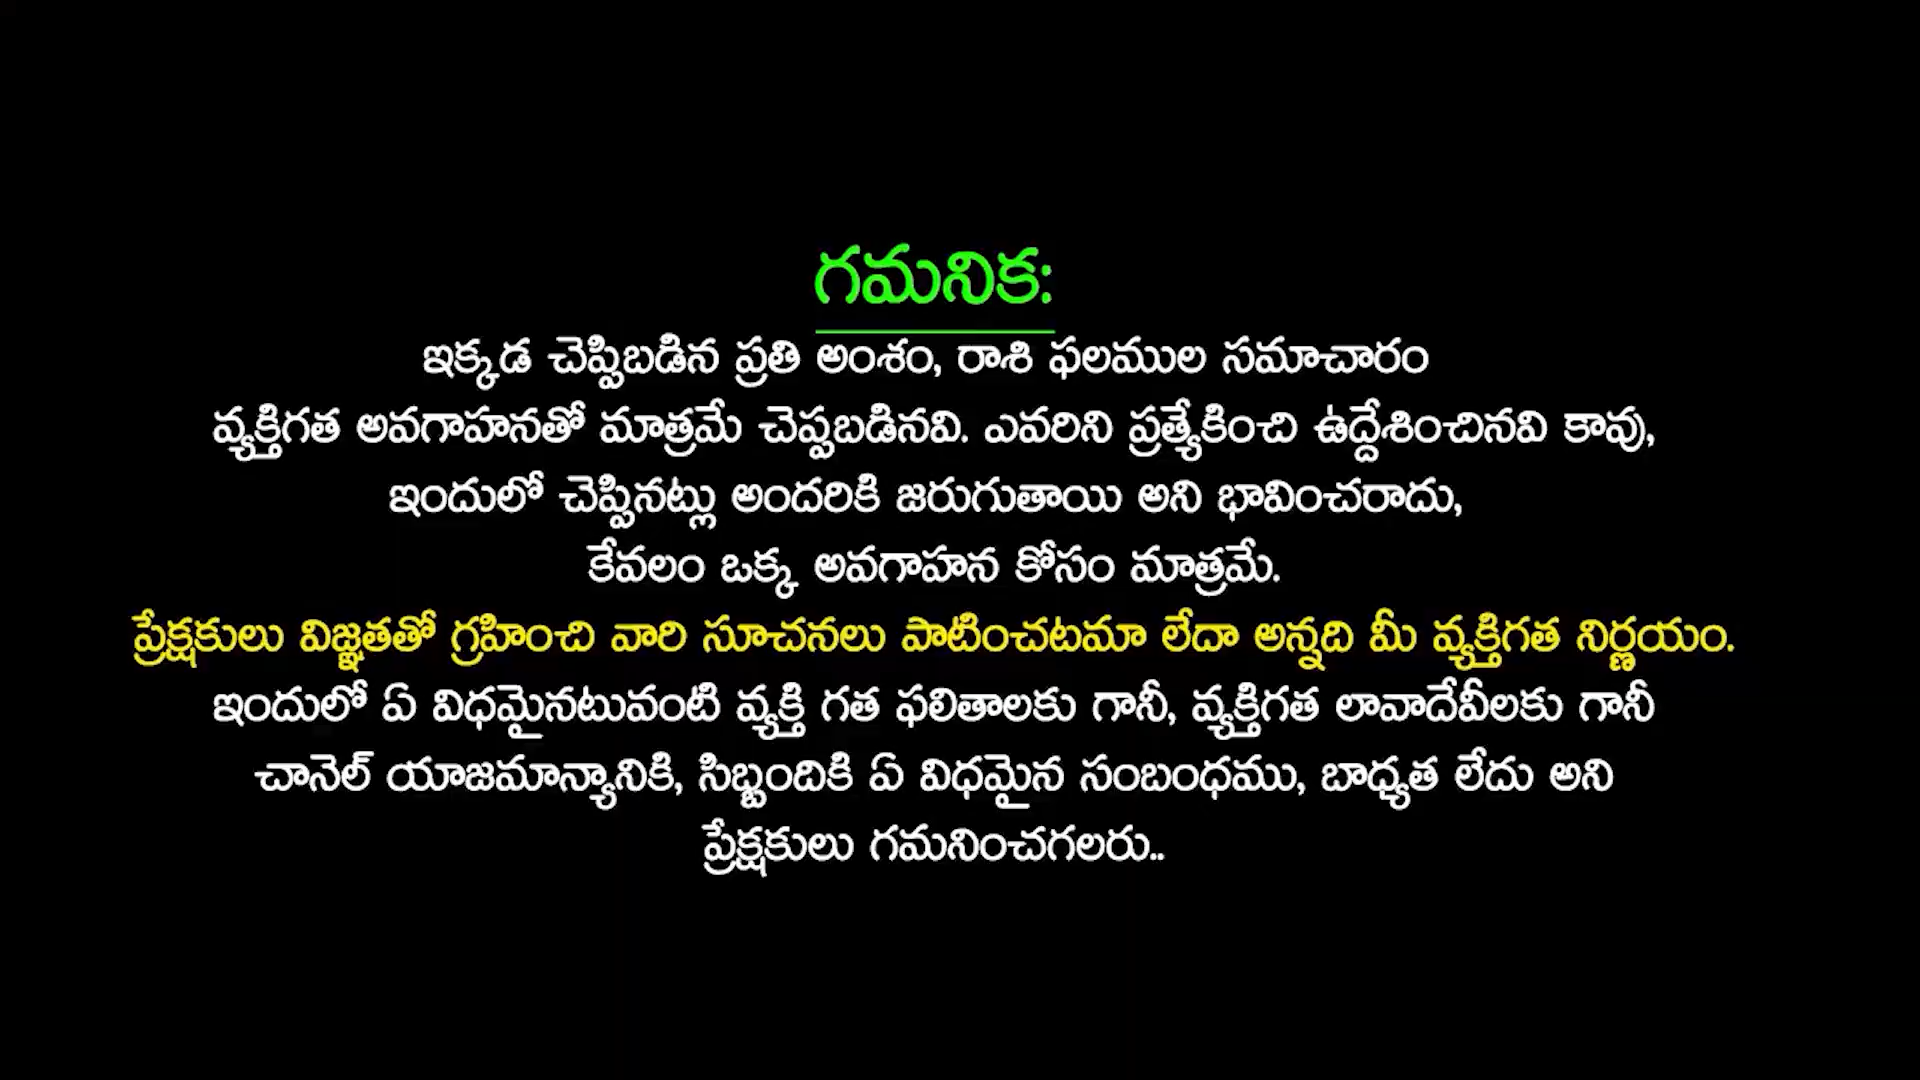 గమనిక:
ఇక్కడ చెప్పిబడిన ప్రతి అంశం, రాశి ఫలముల సమాచారం
వ్యక్తిగత అవగాహనతో మాత్రమే చెప్పబడినవి. ఎవరిని ప్రత్యేకించి ఉద్దేశించినవి కావు,
ఇందులో చెప్పినట్లు అందరికి జరుగుతాయి అని భావించరాదు,
కేవలం ఒక్క అవగాహన కోసం మాత్రమే.
ప్రేక్షకులు విజ్ఞతతో గ్రహించి వారి సూచనలు పాటించటమా లేదా అన్నది మీ వ్యక్తిగత నిర్ణయం.
ఇందులో ఏ విధమైనటువంటి వ్యక్తి గత ఫలితాలకు గానీ, వ్యక్తిగత లావాదేవీలకు గానీ
చానెల్ యాజమాన్యానికి, సిబ్బందికి ఏ విధమైన సంబంధము, బాధ్యత లేదు అని
ప్రేక్షకులు గమనించగలరు..